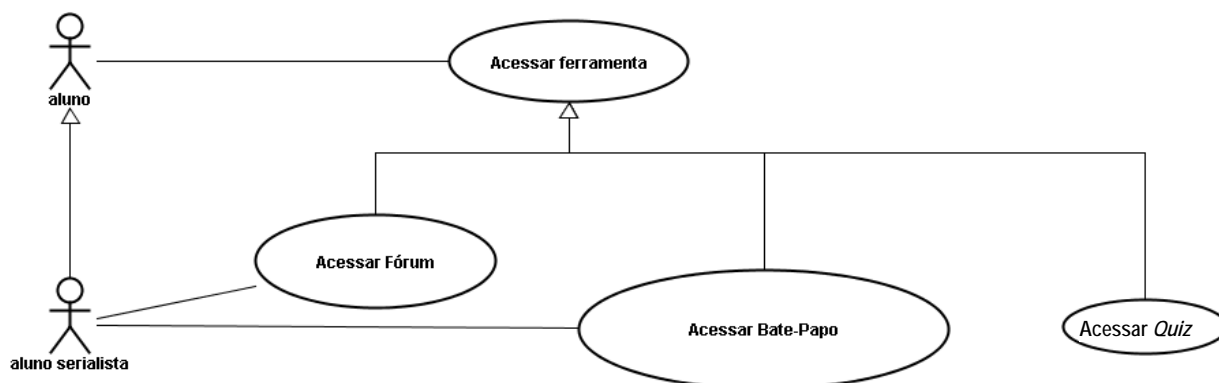 Acessar ferramenta
aluno
Acessar Fórum
Acessar Bate-Papo
Acessar Quiz
aluno serialista